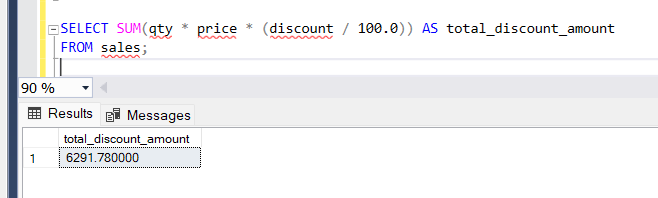 SELECT SUM(qty * price * (discount / 100.0)) AS total_discount_amount
FROM sales;
90 %
Results Messages
total_discount_amount
1 6291.780000